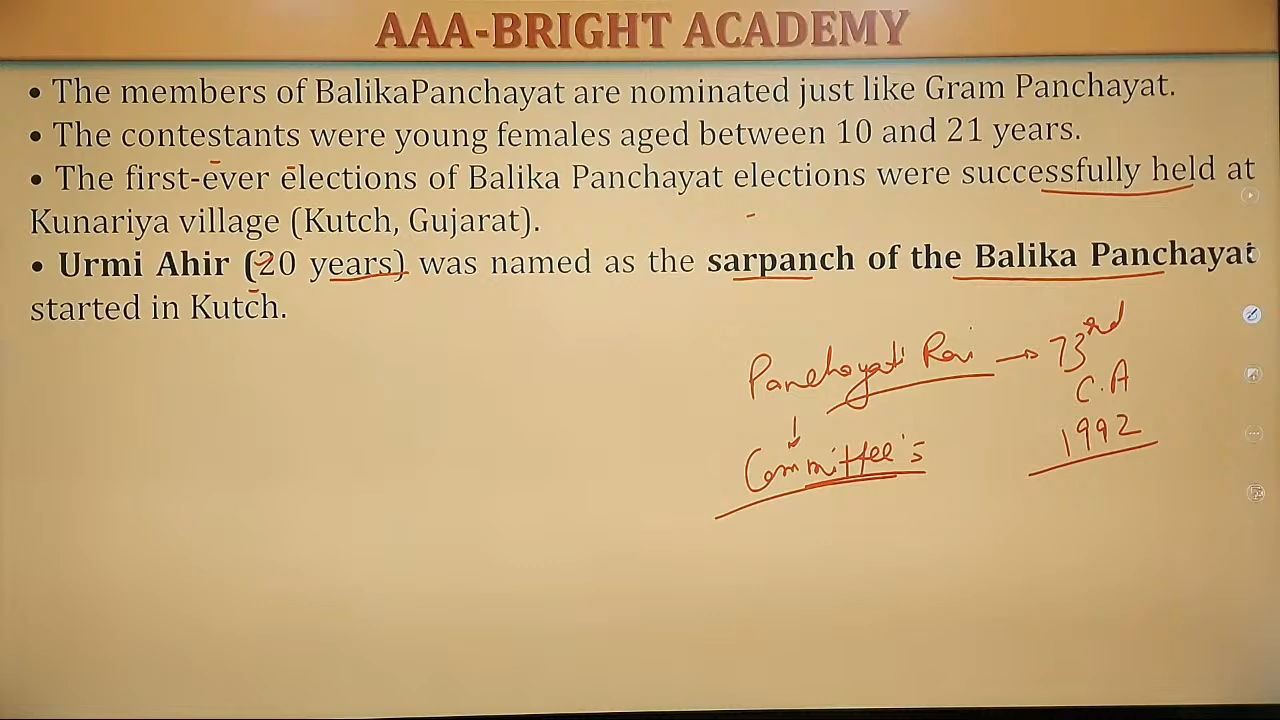 AAA-BRIGHT ACADEMY
• The members of BalikaPanchayat are nominated just like Gram Panchayat.
• The contestants were young females aged between 10 and 21 years.
• The first-ever elections of Balika Panchayat elections were successfully held at
Kunariya village (Kutch, Gujarat).
• Urmi Ahir (20 years) was named as the sarpanch of the Balika Panchayat
started in Kutch.
Panchayati Raj → 73rd
C.A
1992
↓
Committee's